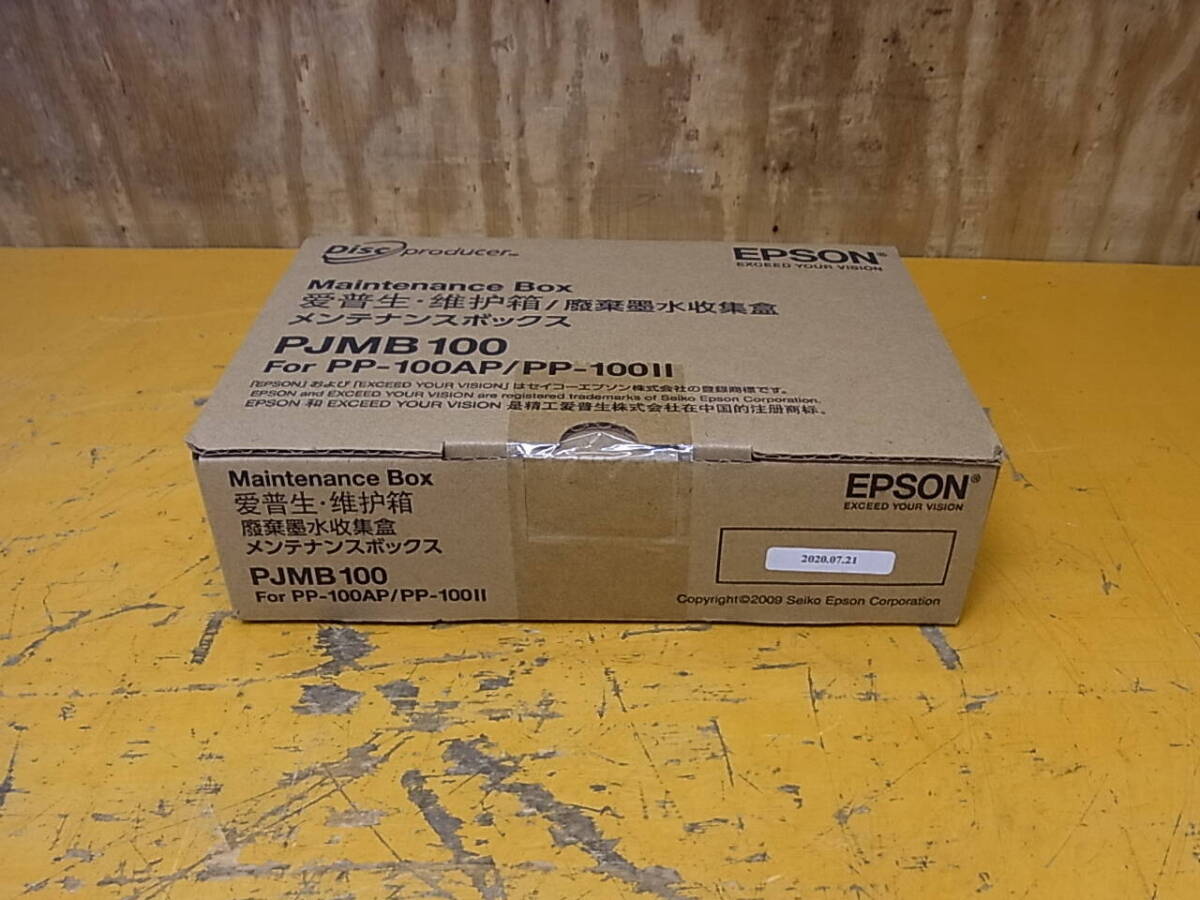 Disc producer™
EPSON®
EXCEED YOUR VISION
Maintenance Box
爱普生·维护箱/廢棄墨水收集盒
メンテナンスボックス
PJMB100
For PP-100AP/PP-100II
「EPSON」および「EXCEED YOUR VISION」はセイコーエプソン株式会社の登録商標です。
EPSON and EXCEED YOUR VISION are registered trademarks of Seiko Epson Corporation.
EPSON 和 EXCEED YOUR VISION 是精工爱普生株式会社在中国的注册商标。
Maintenance Box
爱普生·维护箱
廢棄墨水收集盒
メンテナンスボックス
PJMB100
For PP-100AP/PP-100II
EPSON®
EXCEED YOUR VISION
2020.07.21
Copyright©2009 Seiko Epson Corporation